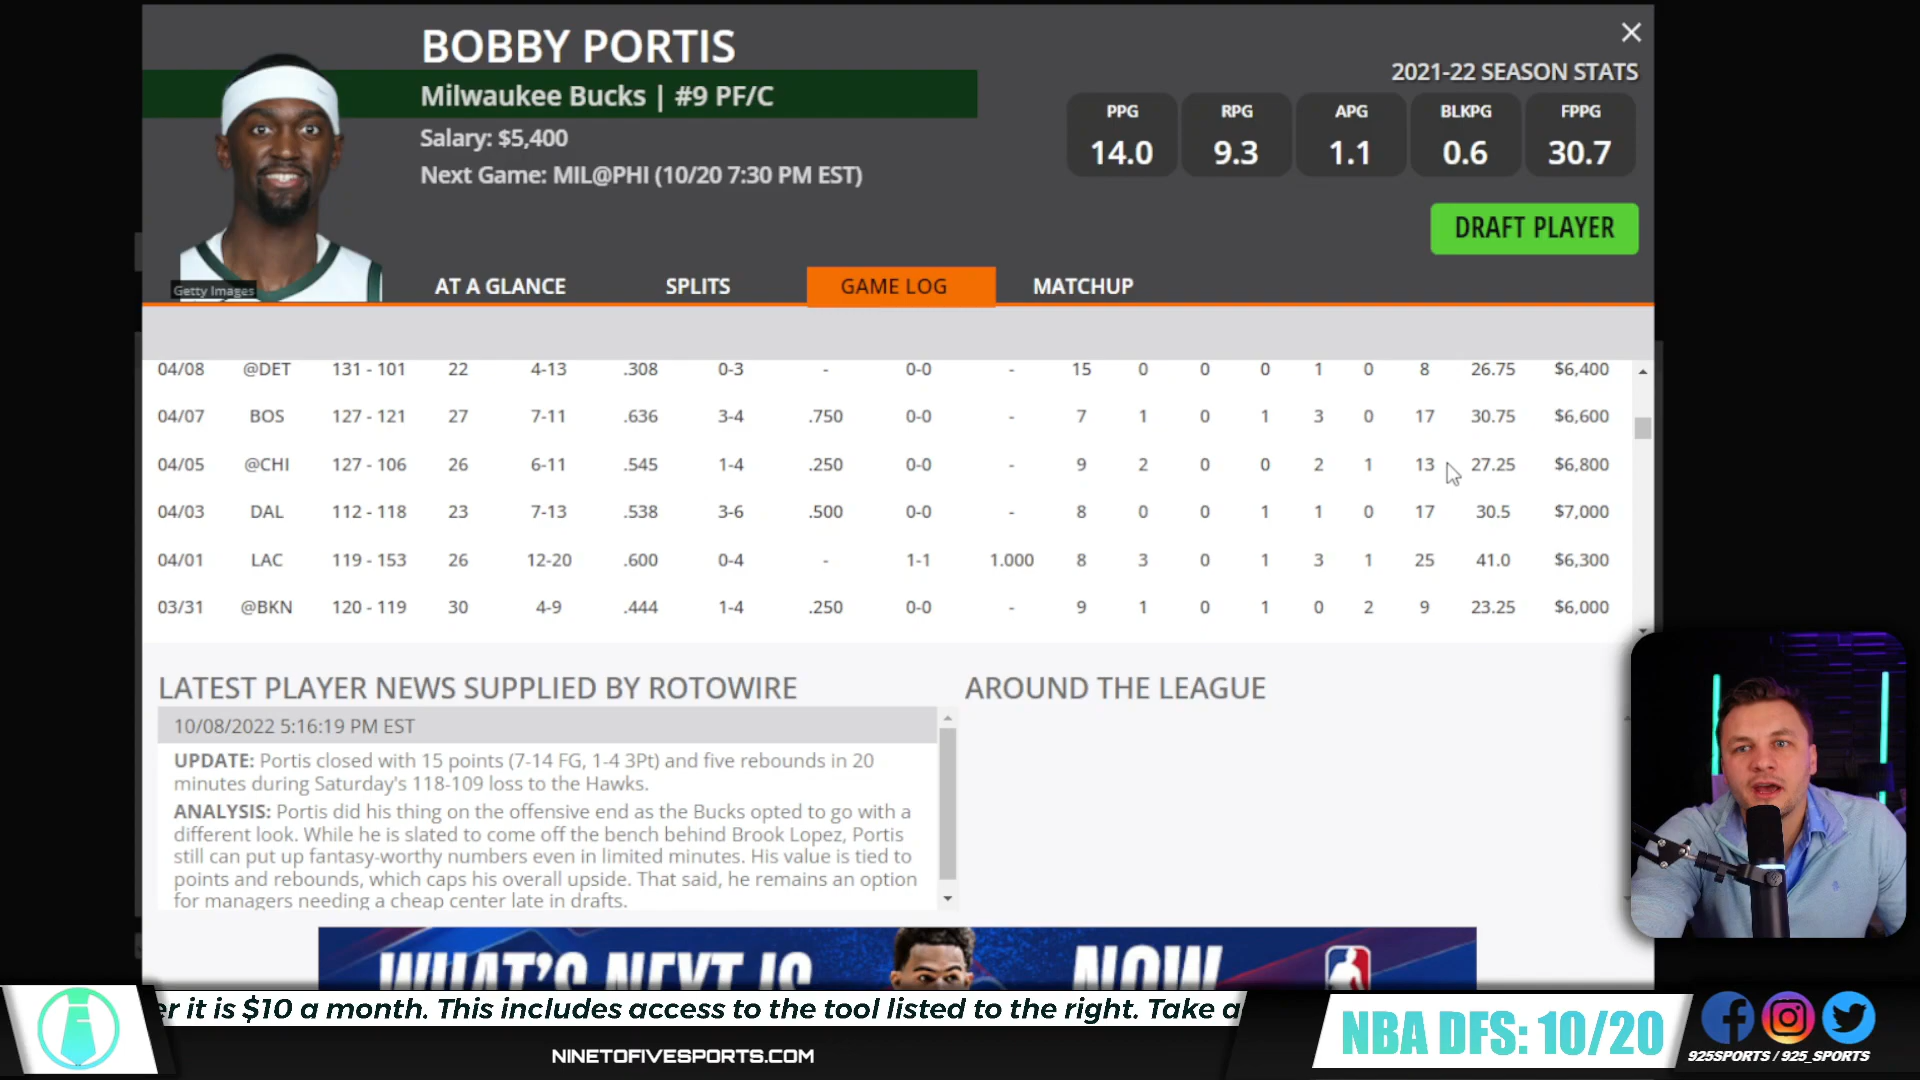 BOBBY PORTIS
Milwaukee Bucks | #9 PF/C
Salary: $5,400
Next Game: MIL@PHI (10/20 7:30 PM EST)
2021-22 SEASON STATS
PPG RPG APG BLKPG FPPG
14.0 9.3 1.1 0.6 30.7
DRAFT PLAYER
Getty Images
AT A GLANCE SPLITS GAME LOG MATCHUP
04/08 @DET 131 - 101 22 4-13 .308 0-3 - 0-0 - 15 0 0 0 1 0 8 26.75 $6,400
04/07 BOS 127 - 121 27 7-11 .636 3-4 .750 0-0 - 7 1 0 1 3 0 17 30.75 $6,600
04/05 @CHI 127 - 106 26 6-11 .545 1-4 .250 0-0 - 9 2 0 0 2 1 13 27.25 $6,800
04/03 DAL 112 - 118 23 7-13 .538 3-6 .500 0-0 - 8 0 0 1 1 0 17 30.5 $7,000
04/01 LAC 119 - 153 26 12-20 .600 0-4 - 1-1 1.000 8 3 0 1 3 1 25 41.0 $6,300
03/31 @BKN 120 - 119 30 4-9 .444 1-4 .250 0-0 - 9 1 0 1 0 2 9 23.25 $6,000
LATEST PLAYER NEWS SUPPLIED BY ROTOWIRE
AROUND THE LEAGUE
10/08/2022 5:16:19 PM EST
UPDATE: Portis closed with 15 points (7-14 FG, 1-4 3Pt) and five rebounds in 20
minutes during Saturday's 118-109 loss to the Hawks.
ANALYSIS: Portis did his thing on the offensive end as the Bucks opted to go with a
different look. While he is slated to come off the bench behind Brook Lopez, Portis
still can put up fantasy-worthy numbers even in limited minutes. His value is tied to
points and rebounds, which caps his overall upside. That said, he remains an option
for managers needing a cheap center late in drafts.
WHAT'S NEXT IS NOW
er it is $10 a month. This includes access to the tool listed to the right. Take a
NINETOFIVESPORTS.COM
NBA DFS: 10/20
925SPORTS / 925_SPORTS